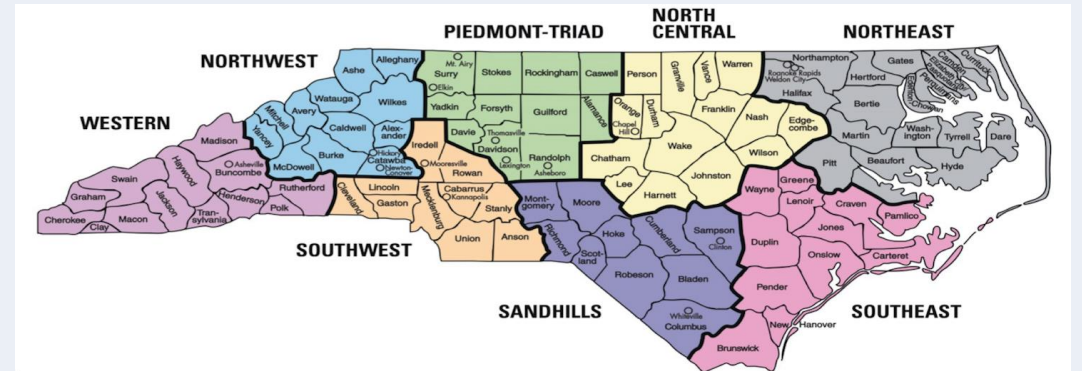 NORTH
CENTRAL
PIEDMONT-TRIAD
NORTHEAST
NORTHWEST
WESTERN
SOUTHWEST
SANDHILLS
SOUTHEAST
Ashe
Alleghany
Watauga
Wilkes
Avery
Mitchell
Yancey
Caldwell
Alex-
ander
Burke
McDowell
Hickory
Catawba
Newton-
Conover
Madison
Haywood
Asheville
Buncombe
Swain
Graham
Cherokee
Clay
Macon
Jackson
Tran-
sylvania
Henderson
Rutherford
Polk
Mt. Airy
Surry
Elkin
Stokes
Rockingham
Caswell
Yadkin
Forsyth
Guilford
Alamance
Davie
Thomasville
Davidson
Lexington
Randolph
Asheboro
Iredell
Mooresville
Rowan
Cleveland
Lincoln
Gaston
Mecklenburg
Cabarrus
Kannapolis
Stanly
Union
Anson
Person
Granville
Vance
Warren
Orange
Chapel
Hill
Durham
Franklin
Nash
Edge-
combe
Wake
Wilson
Chatham
Lee
Harnett
Johnston
Mont-
gomery
Moore
Richmond
Hoke
Scot-
land
Cumberland
Sampson
Clinton
Robeson
Bladen
Whiteville
Columbus
Northampton
Roanoke Rapids
Weldon City
Halifax
Gates
Hertford
Bertie
Camden
Currituck
Pasquotank
Perquimans
Chowan
Martin
Wash-
ington
Tyrrell
Dare
Pitt
Beaufort
Hyde
Wayne
Greene
Lenoir
Craven
Pamlico
Jones
Duplin
Onslow
Carteret
Pender
New Hanover
Brunswick